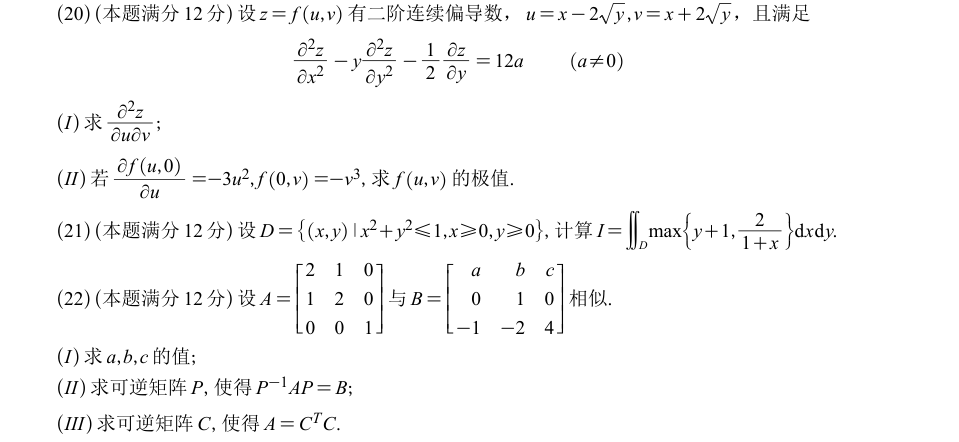 (20) (本题满分 12 分) 设 z = f (u,v) 有二阶连续偏导数， u = x − 2√y , v = x + 2√y，且满足
∂²z/∂x² − y ∂²z/∂y² − 1/2 ∂z/∂y = 12a (a≠0)
(I) 求 ∂²z/∂u∂v;
(II) 若 ∂f (u,0)/∂u = −3u², f (0,v) = −v³, 求 f (u,v) 的极值.
(21) (本题满分 12 分) 设 D = {(x,y) | x²+y²⩽1,x⩾0,y⩾0}, 计算 I = ∬_D max{y+1, 2/(1+x)}dxdy.
(22) (本题满分 12 分) 设 A = [2 1 0; 1 2 0; 0 0 1] 与 B = [a b c; 0 1 0; −1 −2 4] 相似.
(I) 求 a,b,c 的值;
(II) 求可逆矩阵 P, 使得 P⁻¹AP = B;
(III) 求可逆矩阵 C, 使得 A = CᵀC.